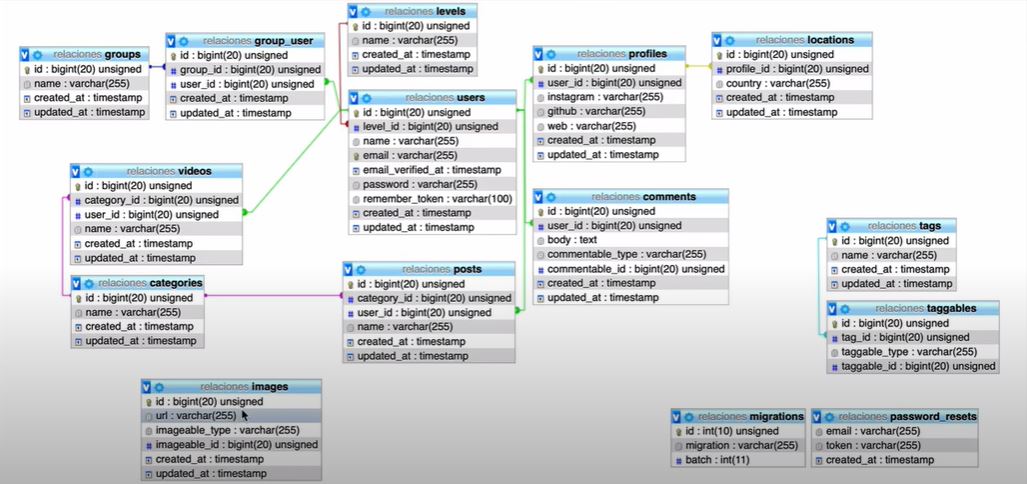 relaciones groups
id : bigint(20) unsigned
name : varchar(255)
created_at : timestamp
updated_at : timestamp
relaciones group_user
id : bigint(20) unsigned
group_id : bigint(20) unsigned
user_id : bigint(20) unsigned
created_at : timestamp
updated_at : timestamp
relaciones levels
id : bigint(20) unsigned
name : varchar(255)
created_at : timestamp
updated_at : timestamp
relaciones users
id : bigint(20) unsigned
level_id : bigint(20) unsigned
name : varchar(255)
email : varchar(255)
email_verified_at : timestamp
password : varchar(255)
remember_token : varchar(100)
created_at : timestamp
updated_at : timestamp
relaciones profiles
id : bigint(20) unsigned
user_id : bigint(20) unsigned
instagram : varchar(255)
github : varchar(255)
web : varchar(255)
created_at : timestamp
updated_at : timestamp
relaciones locations
id : bigint(20) unsigned
profile_id : bigint(20) unsigned
country : varchar(255)
created_at : timestamp
updated_at : timestamp
relaciones videos
id : bigint(20) unsigned
category_id : bigint(20) unsigned
user_id : bigint(20) unsigned
name : varchar(255)
created_at : timestamp
updated_at : timestamp
relaciones categories
id : bigint(20) unsigned
name : varchar(255)
created_at : timestamp
updated_at : timestamp
relaciones posts
id : bigint(20) unsigned
category_id : bigint(20) unsigned
user_id : bigint(20) unsigned
name : varchar(255)
created_at : timestamp
updated_at : timestamp
relaciones comments
id : bigint(20) unsigned
user_id : bigint(20) unsigned
body : text
commentable_type : varchar(255)
commentable_id : bigint(20) unsigned
created_at : timestamp
updated_at : timestamp
relaciones tags
id : bigint(20) unsigned
name : varchar(255)
created_at : timestamp
updated_at : timestamp
relaciones taggables
id : bigint(20) unsigned
tag_id : bigint(20) unsigned
taggable_type : varchar(255)
taggable_id : bigint(20) unsigned
relaciones images
id : bigint(20) unsigned
url : varchar(255)
imageable_type : varchar(255)
imageable_id : bigint(20) unsigned
created_at : timestamp
updated_at : timestamp
relaciones migrations
id : int(10) unsigned
migration : varchar(255)
batch : int(11)
relaciones password_resets
email : varchar(255)
token : varchar(255)
created_at : timestamp